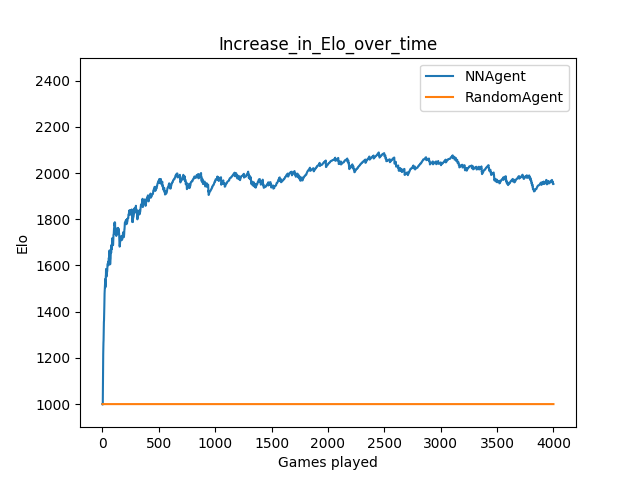 Increase_in_Elo_over_time
NNAgent
RandomAgent
2400
2200
2000
1800
1600
1400
1200
1000
Elo
0 500 1000 1500 2000 2500 3000 3500 4000
Games played